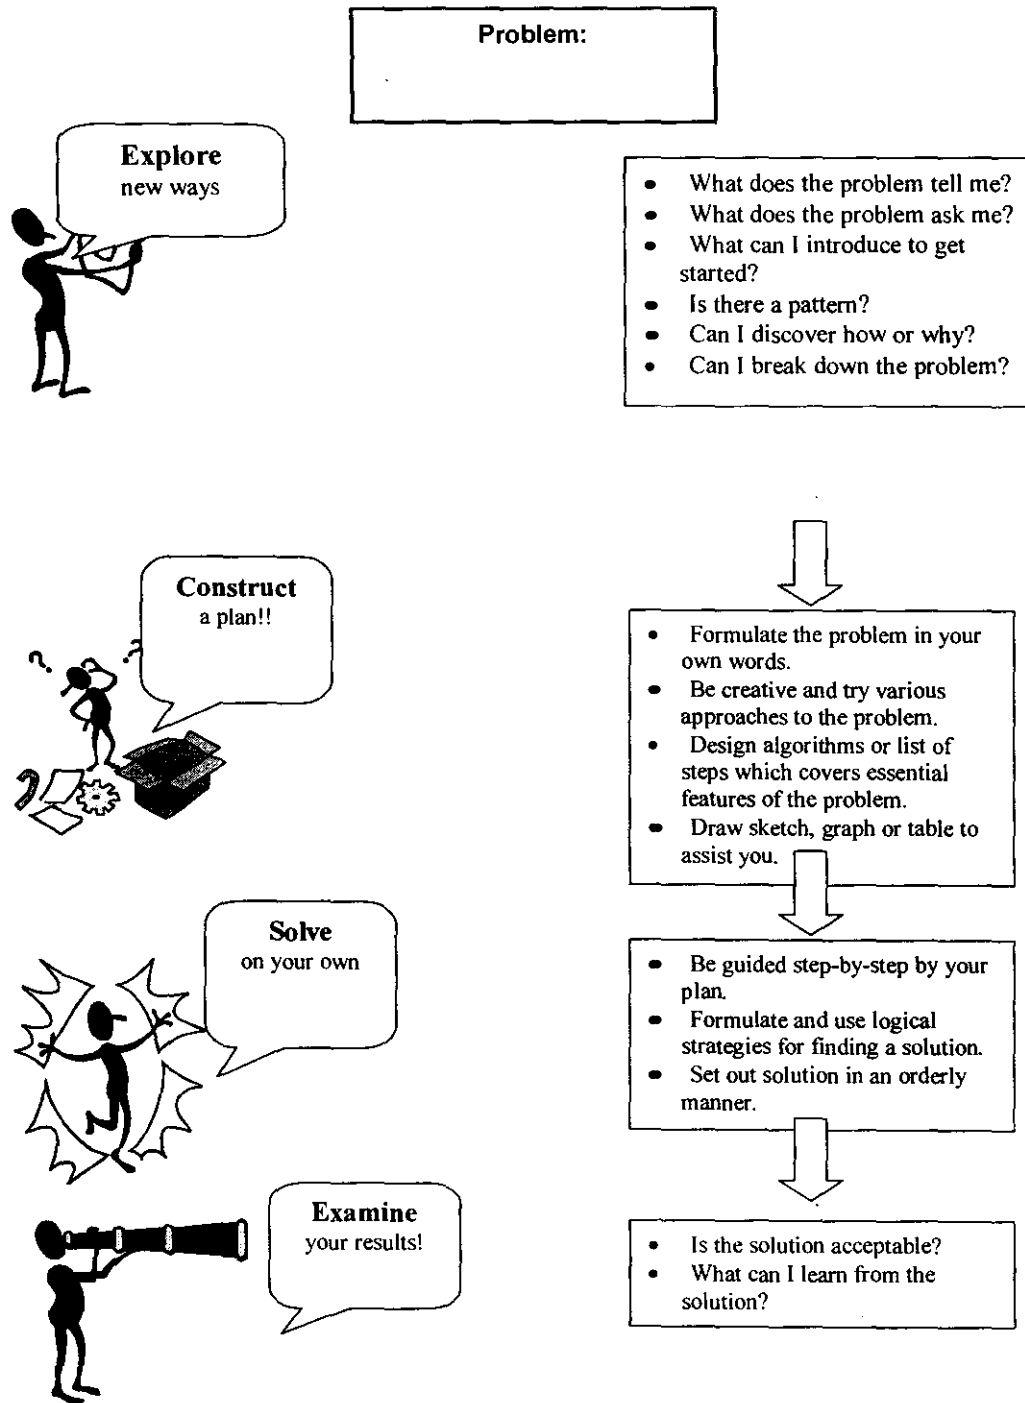 Problem:
Explore
new ways
• What does the problem tell me?
• What does the problem ask me?
• What can I introduce to get
started?
• Is there a pattern?
• Can I discover how or why?
• Can I break down the problem?
Construct
a plan!!
? ?
• Formulate the problem in your
own words.
• Be creative and try various
approaches to the problem.
• Design algorithms or list of
steps which covers essential
features of the problem.
• Draw sketch, graph or table to
assist you.
Solve
on your own
• Be guided step-by-step by your
plan.
• Formulate and use logical
strategies for finding a solution.
• Set out solution in an orderly
manner.
Examine
your results!
• Is the solution acceptable?
• What can I learn from the
solution?